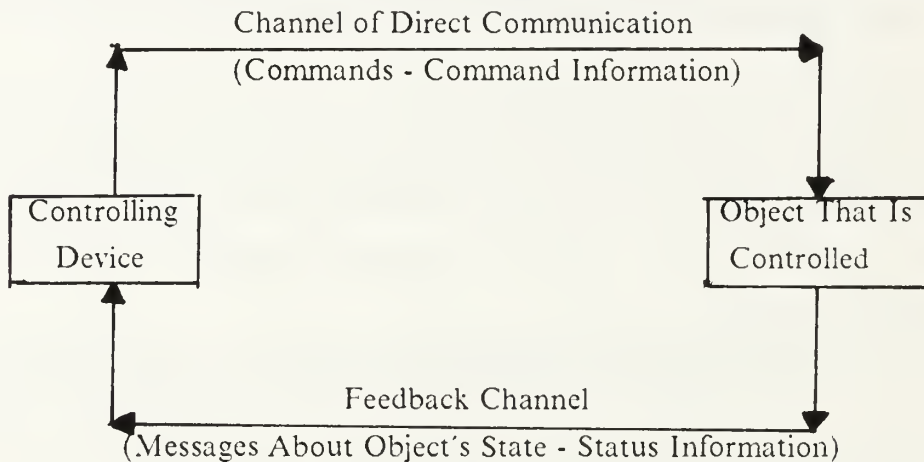 Channel of Direct Communication
(Commands - Command Information)
Controlling
Device
Object That Is
Controlled
Feedback Channel
(Messages About Object's State - Status Information)